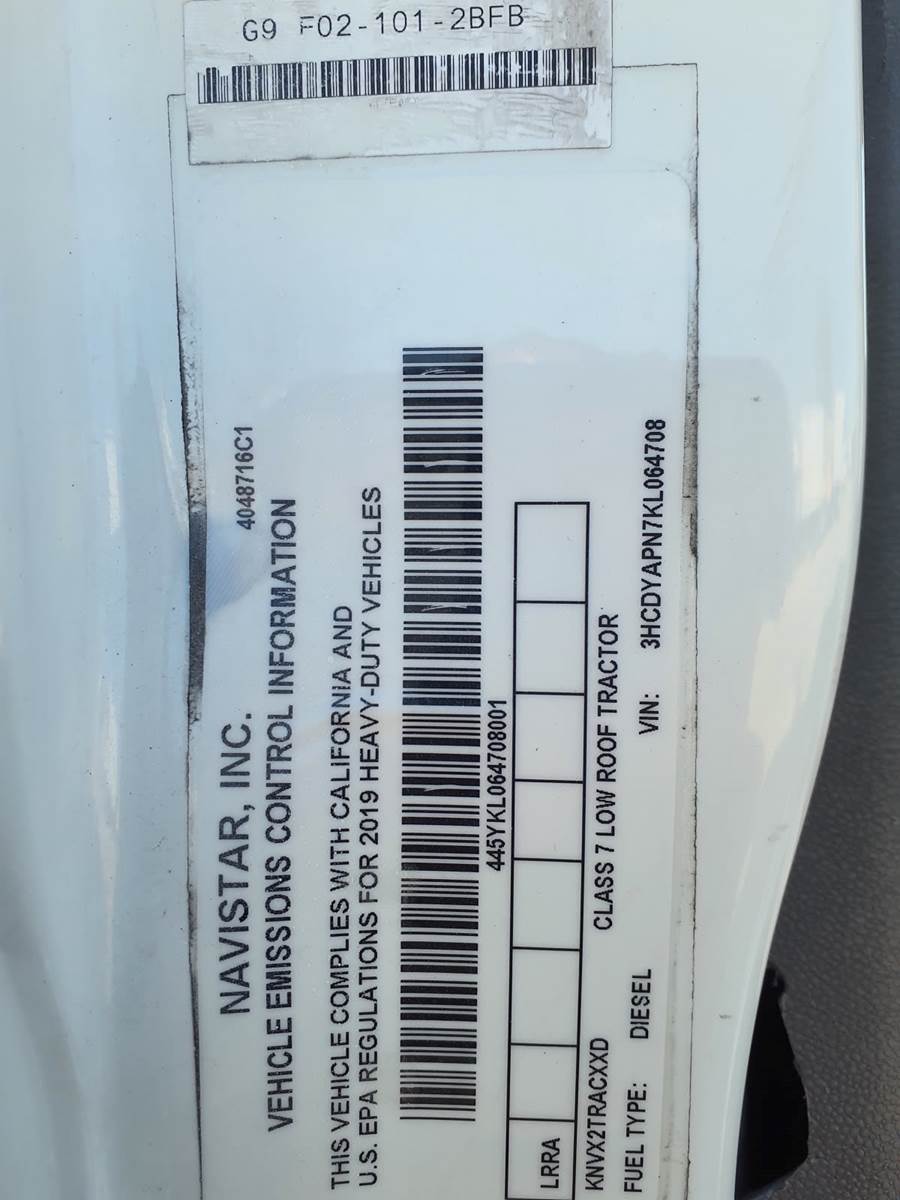 G9 F02-101-2BFB
NAVISTAR, INC.
4048716C1
VEHICLE EMISSIONS CONTROL INFORMATION
THIS VEHICLE COMPLIES WITH CALIFORNIA AND
U.S. EPA REGULATIONS FOR 2019 HEAVY-DUTY VEHICLES
445YKL064708001
LRRA
KNVX2TRACXXD CLASS 7 LOW ROOF TRACTOR
FUEL TYPE: DIESEL VIN: 3HCDYAPN7KL064708